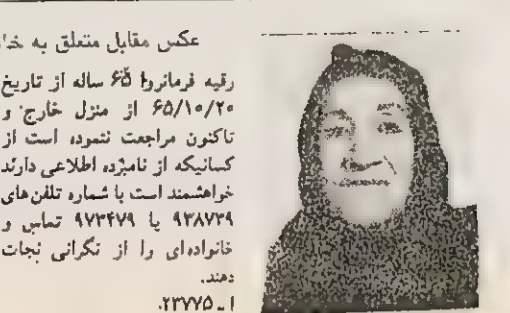 عکس مقابل متعلق به
رقیه فرمانروا ۶۵ ساله از تاریخ
۶۵/۱۰/۲۰ از منزل خارج و
تاکنون مراجعت ننموده است از
کسانیکه از نامبرده اطلاعی دارند
خواهشمند است با شماره تلفن‌های
۹۳۸۷۳۹ یا ۹۷۳۴۷۹ تماس و
خانواده‌ای را از نگرانی نجات
دهند.
۱ـ۲۳۷۷۵۰